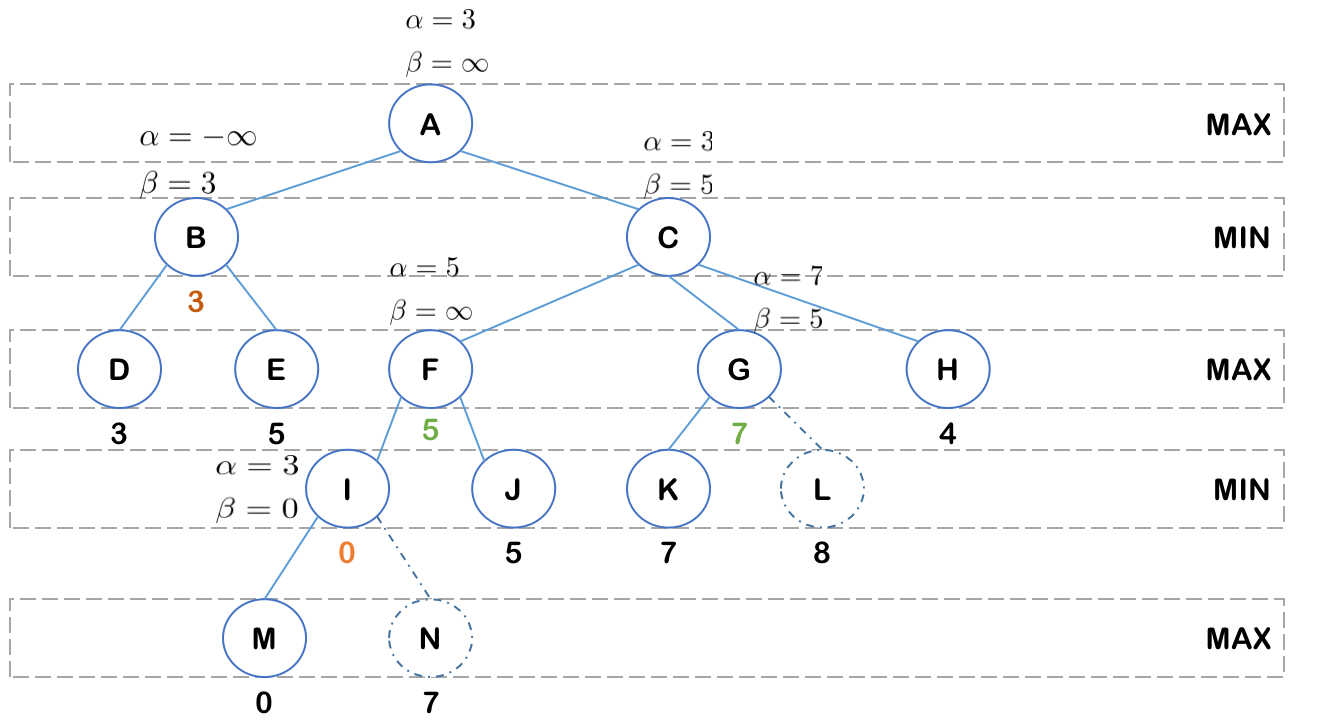 α = 3
β = ∞
A
MAX
α = −∞
β = 3
α = 3
β = 5
B
C
MIN
3
α = 5
β = ∞
α = 7
β = 5
D
E
F
G
H
MAX
3
5
5
7
4
α = 3
β = 0
I
J
K
L
MIN
0
5
7
8
M
N
MAX
0
7